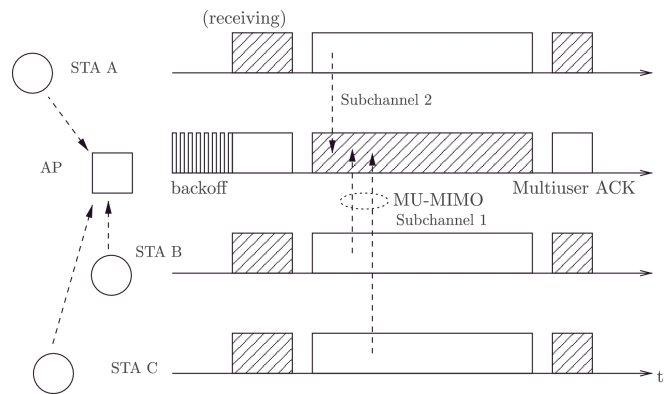 (receiving)
STA A
Subchannel 2
AP
backoff
Multiuser ACK
MU-MIMO
Subchannel 1
STA B
STA C
t